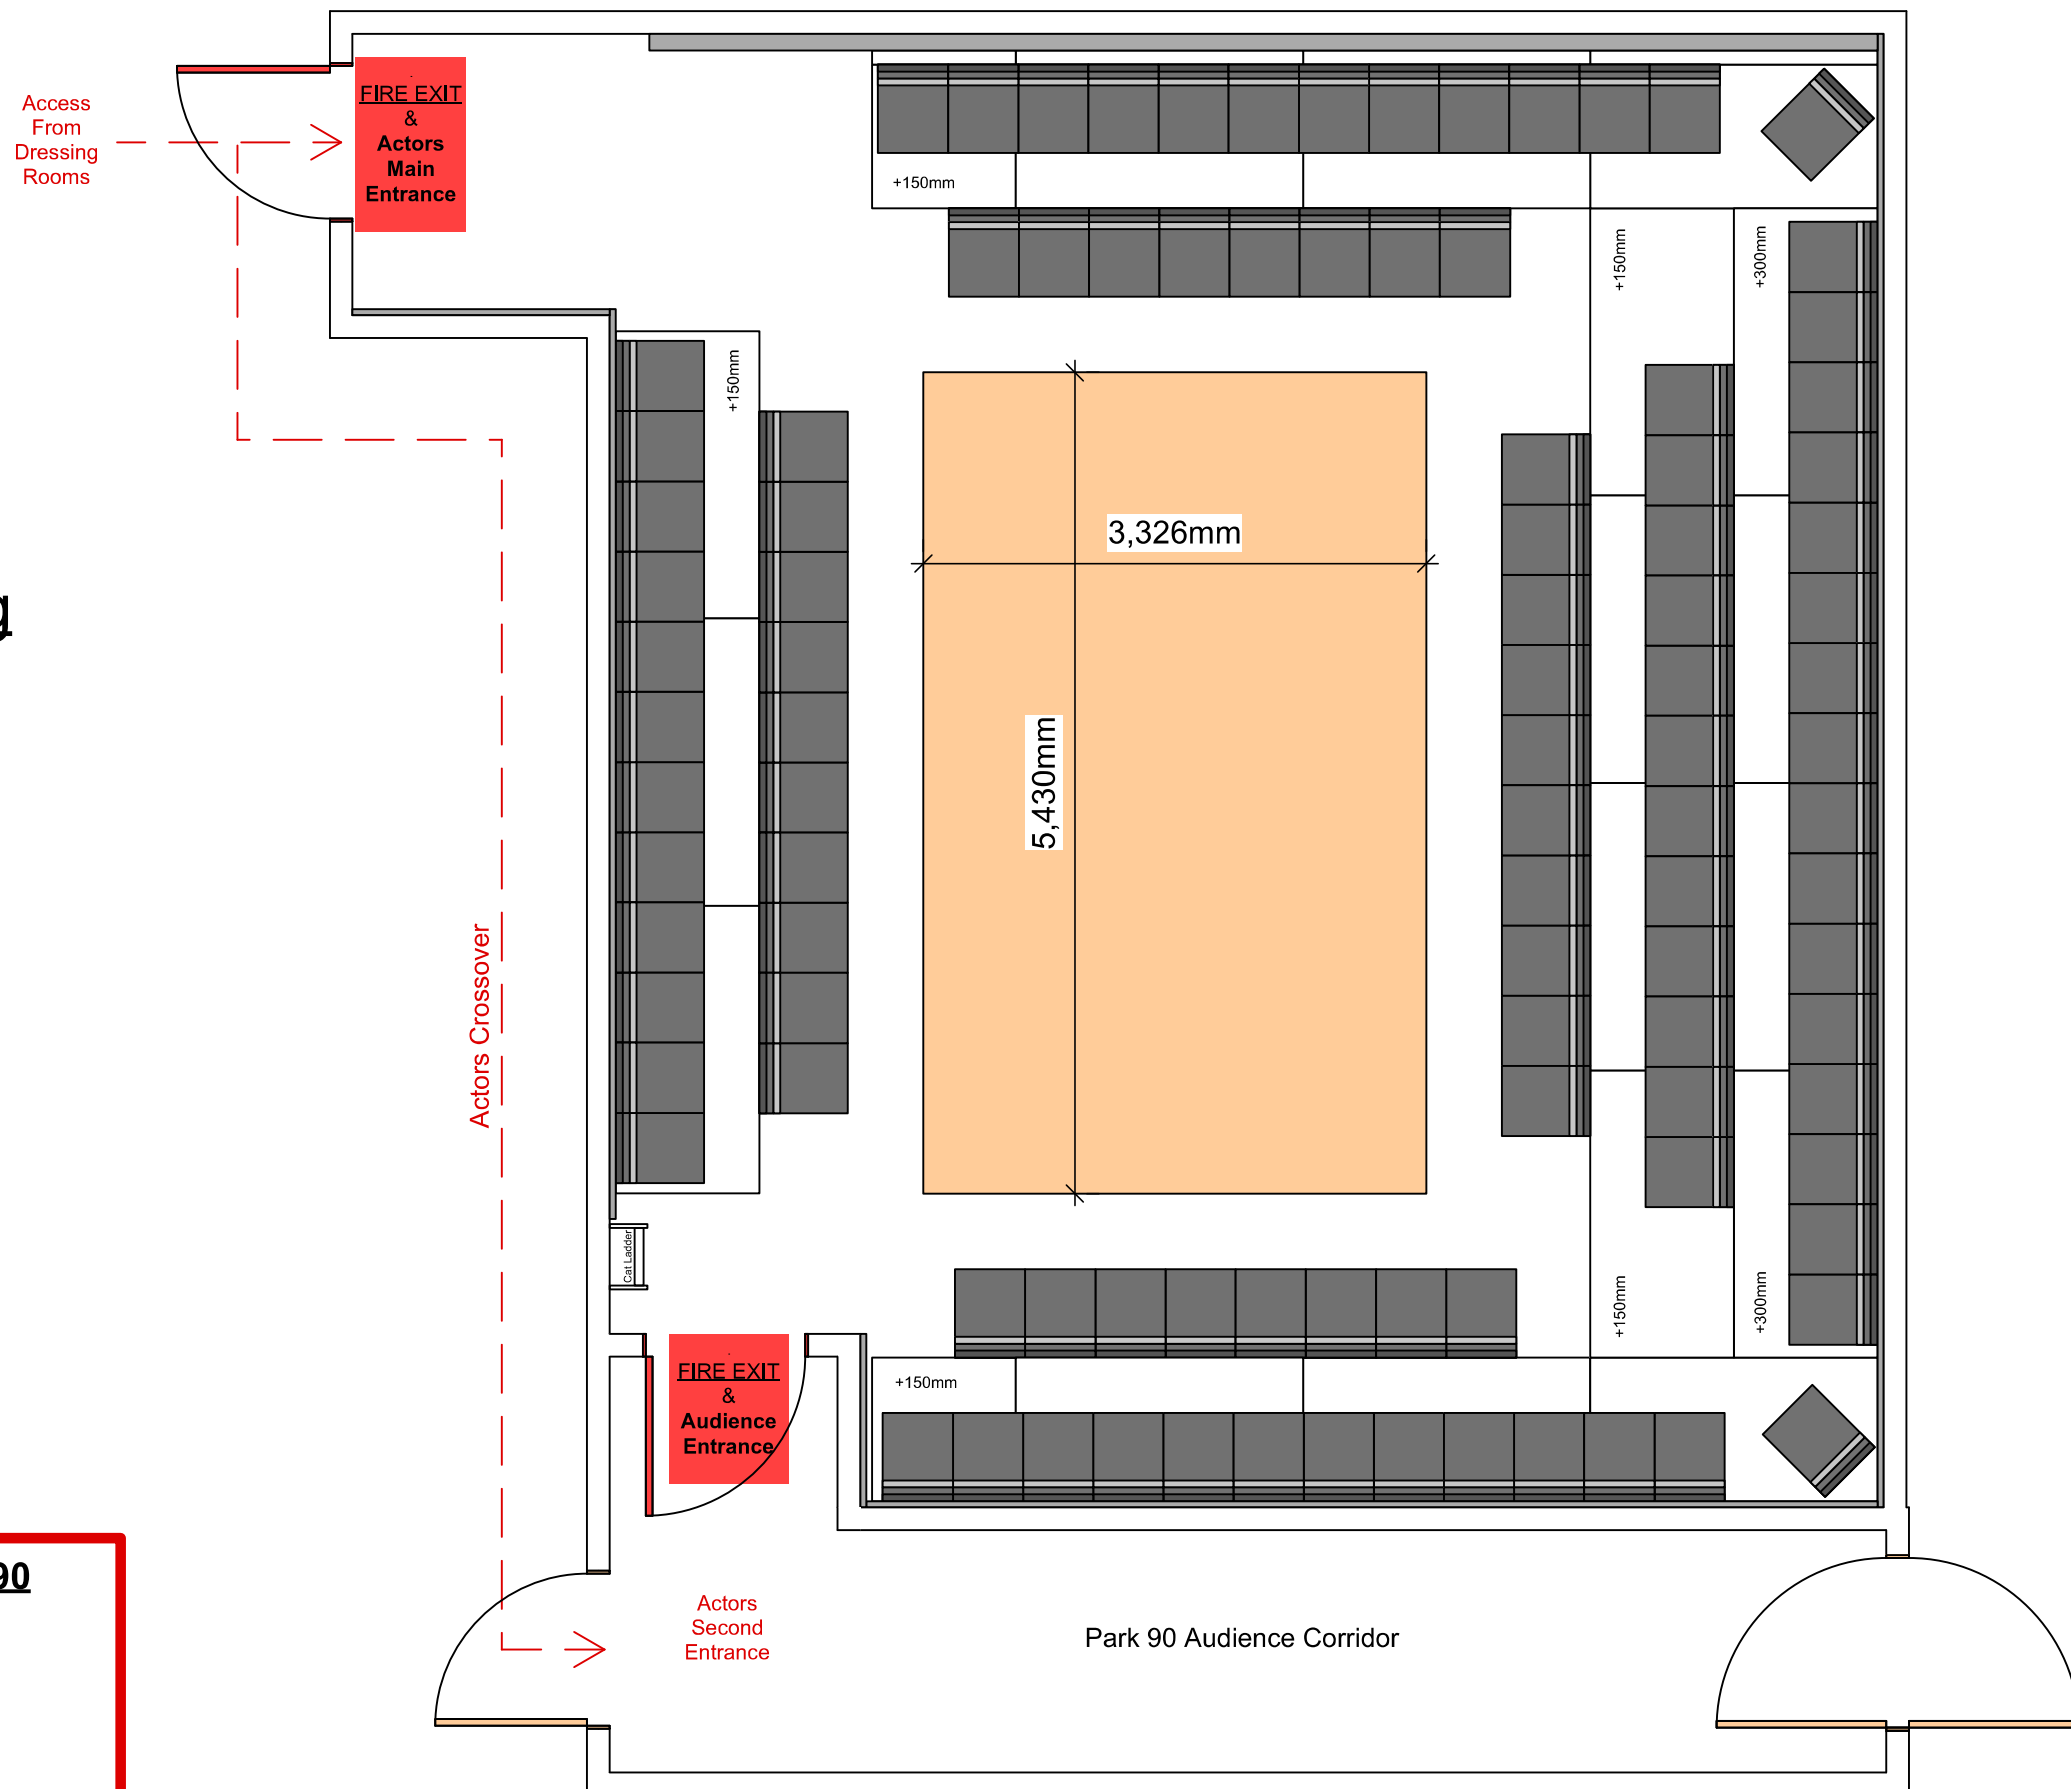 Access
From
Dressing
Rooms
FIRE EXIT
&
Actors
Main
Entrance
+150mm
+150mm
+300mm
+150mm
3,326mm
5,430mm
g
Actors Crossover
Cat Ladder
+150mm
+300mm
FIRE EXIT
&
Audience
Entrance
+150mm
90
Actors
Second
Entrance
Park 90 Audience Corridor